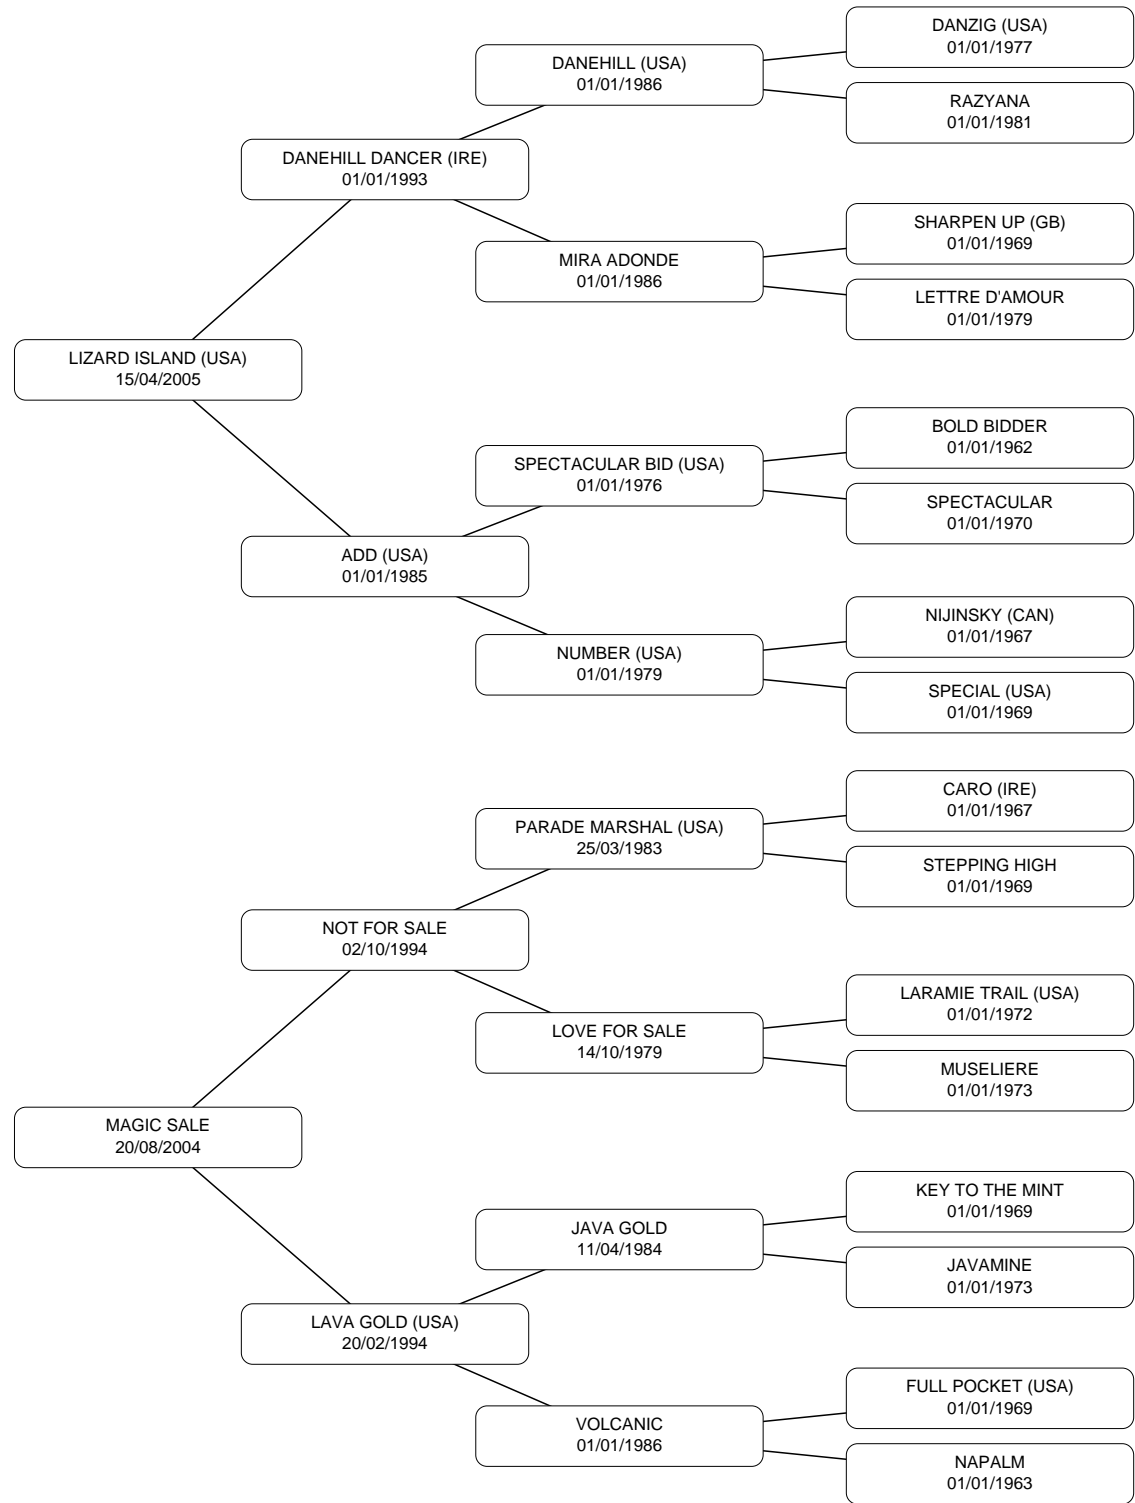 DANZIG (USA)
01/01/1977
DANEHILL (USA)
01/01/1986
RAZYANA
01/01/1981
DANEHILL DANCER (IRE)
01/01/1993
SHARPEN UP (GB)
01/01/1969
MIRA ADONDE
01/01/1986
LETTRE D'AMOUR
01/01/1979
LIZARD ISLAND (USA)
15/04/2005
BOLD BIDDER
01/01/1962
SPECTACULAR BID (USA)
01/01/1976
SPECTACULAR
01/01/1970
ADD (USA)
01/01/1985
NIJINSKY (CAN)
01/01/1967
NUMBER (USA)
01/01/1979
SPECIAL (USA)
01/01/1969
CARO (IRE)
01/01/1967
PARADE MARSHAL (USA)
25/03/1983
STEPPING HIGH
01/01/1969
NOT FOR SALE
02/10/1994
LARAMIE TRAIL (USA)
01/01/1972
LOVE FOR SALE
14/10/1979
MUSELIERE
01/01/1973
MAGIC SALE
20/08/2004
KEY TO THE MINT
01/01/1969
JAVA GOLD
11/04/1984
JAVAMINE
01/01/1973
LAVA GOLD (USA)
20/02/1994
FULL POCKET (USA)
01/01/1969
VOLCANIC
01/01/1986
NAPALM
01/01/1963